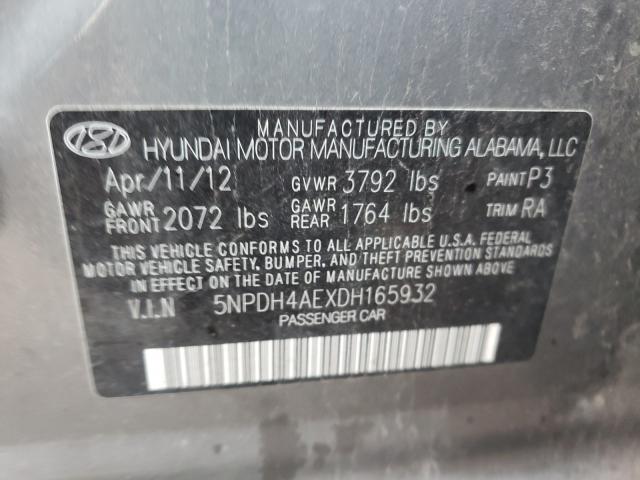 MANUFACTURED BY
HYUNDAI MOTOR MANUFACTURING ALABAMA, LLC
Apr/11/12 GVWR 3792 lbs PAINT P3
GAWR FRONT 2072 lbs GAWR REAR 1764 lbs TRIM RA
THIS VEHICLE CONFORMS TO ALL APPLICABLE U.S.A. FEDERAL
MOTOR VEHICLE SAFETY, BUMPER, AND THEFT PREVENTION STANDARDS
IN EFFECT ON THE DATE OF MANUFACTURE SHOWN ABOVE.
V.I.N 5NPDH4AEXDH165932
PASSENGER CAR